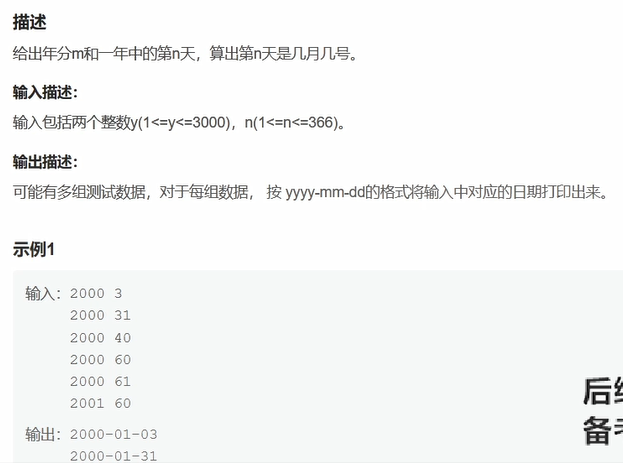 描述
给出年分m和一年中的第n天，算出第n天是几月几号。
输入描述：
输入包括两个整数y(1<=y<=3000)，n(1<=n<=366)。
输出描述：
可能有多组测试数据，对于每组数据， 按 yyyy-mm-dd的格式将输入中对应的日期打印出来。
示例1
输入：2000 3
2000 31
2000 40
2000 60
2000 61
2001 60
后
备
输出：2000-01-03
2000-01-31